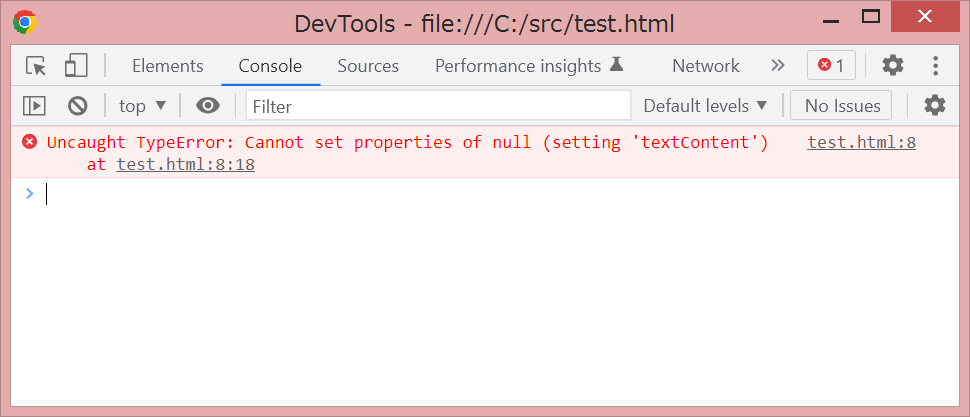 DevTools - file:///C:/src/test.html
Elements Console Sources Performance insights Network » 1
top ▼ Filter Default levels ▼ No Issues
Uncaught TypeError: Cannot set properties of null (setting 'textContent') test.html:8
at test.html:8:18
>